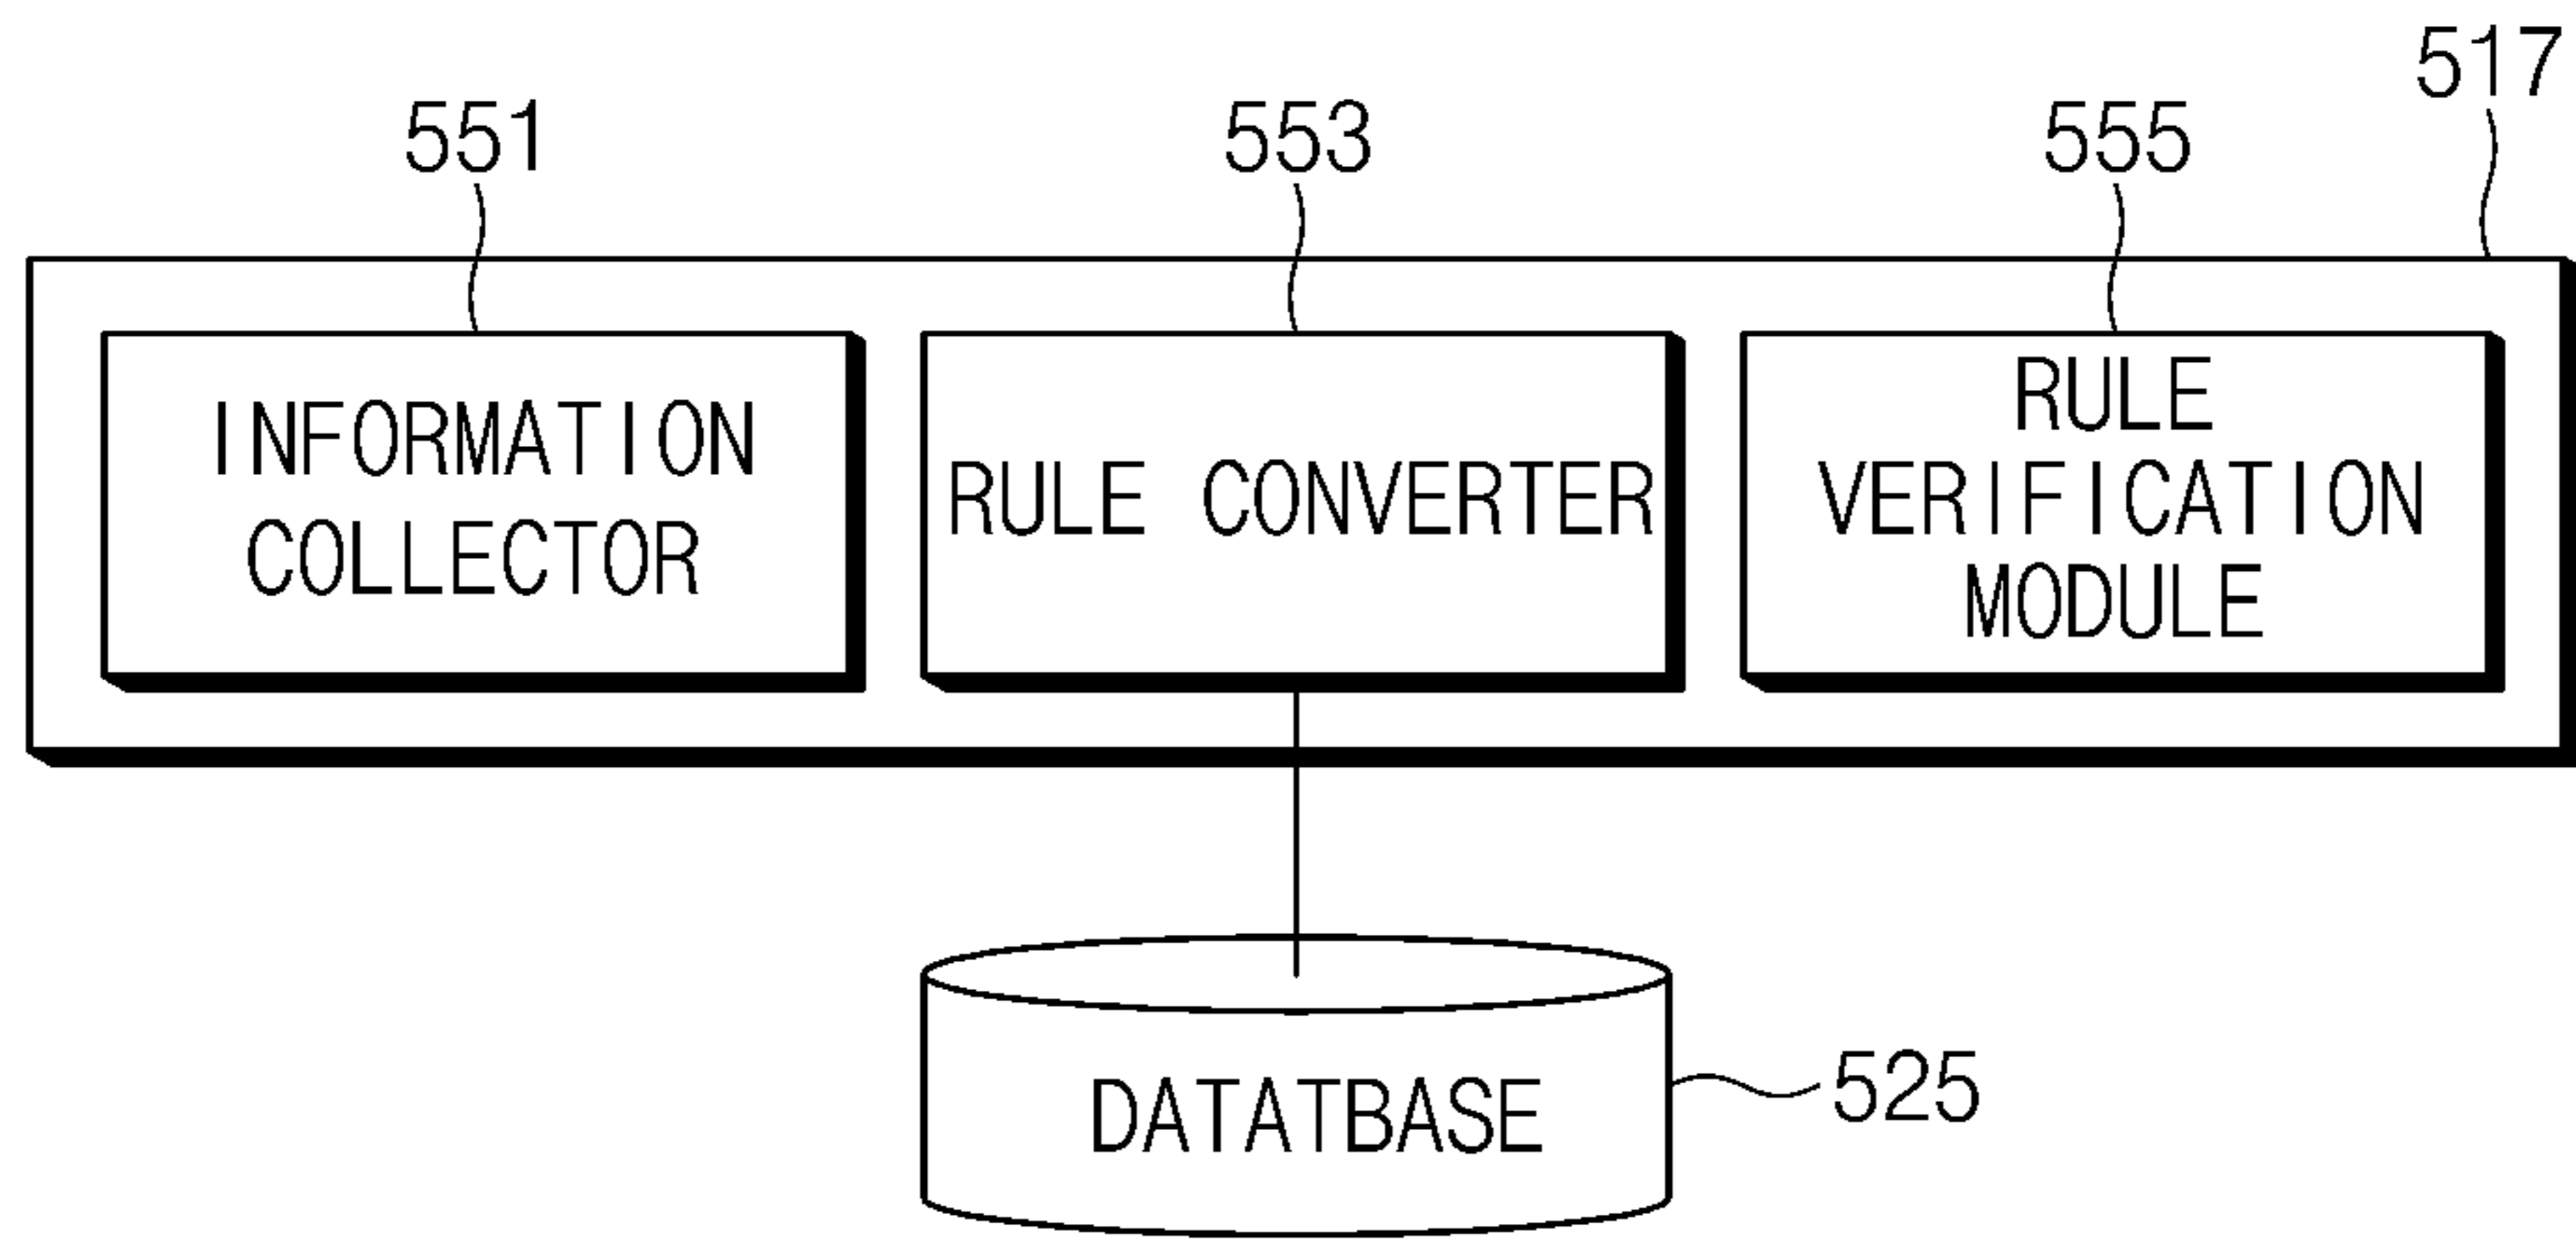 517
551
553
555
INFORMATION
COLLECTOR
RULE CONVERTER
RULE
VERIFICATION
MODULE
DATATBASE
525